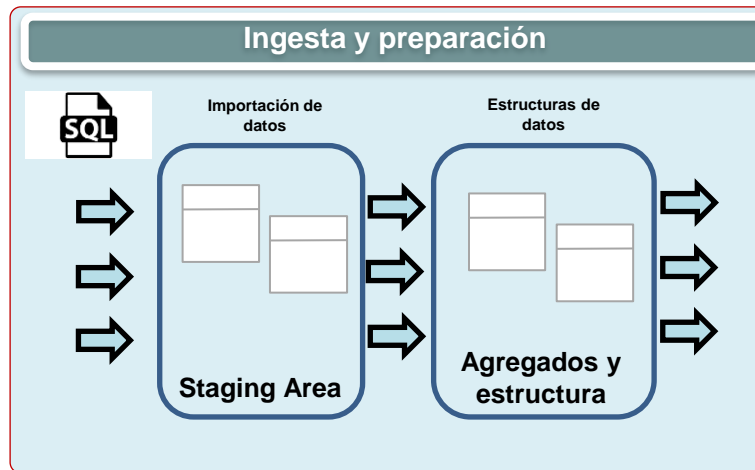 Ingesta y preparación
SQL
Importación de
datos
Estructuras de
datos
Staging Area
Agregados y
estructura